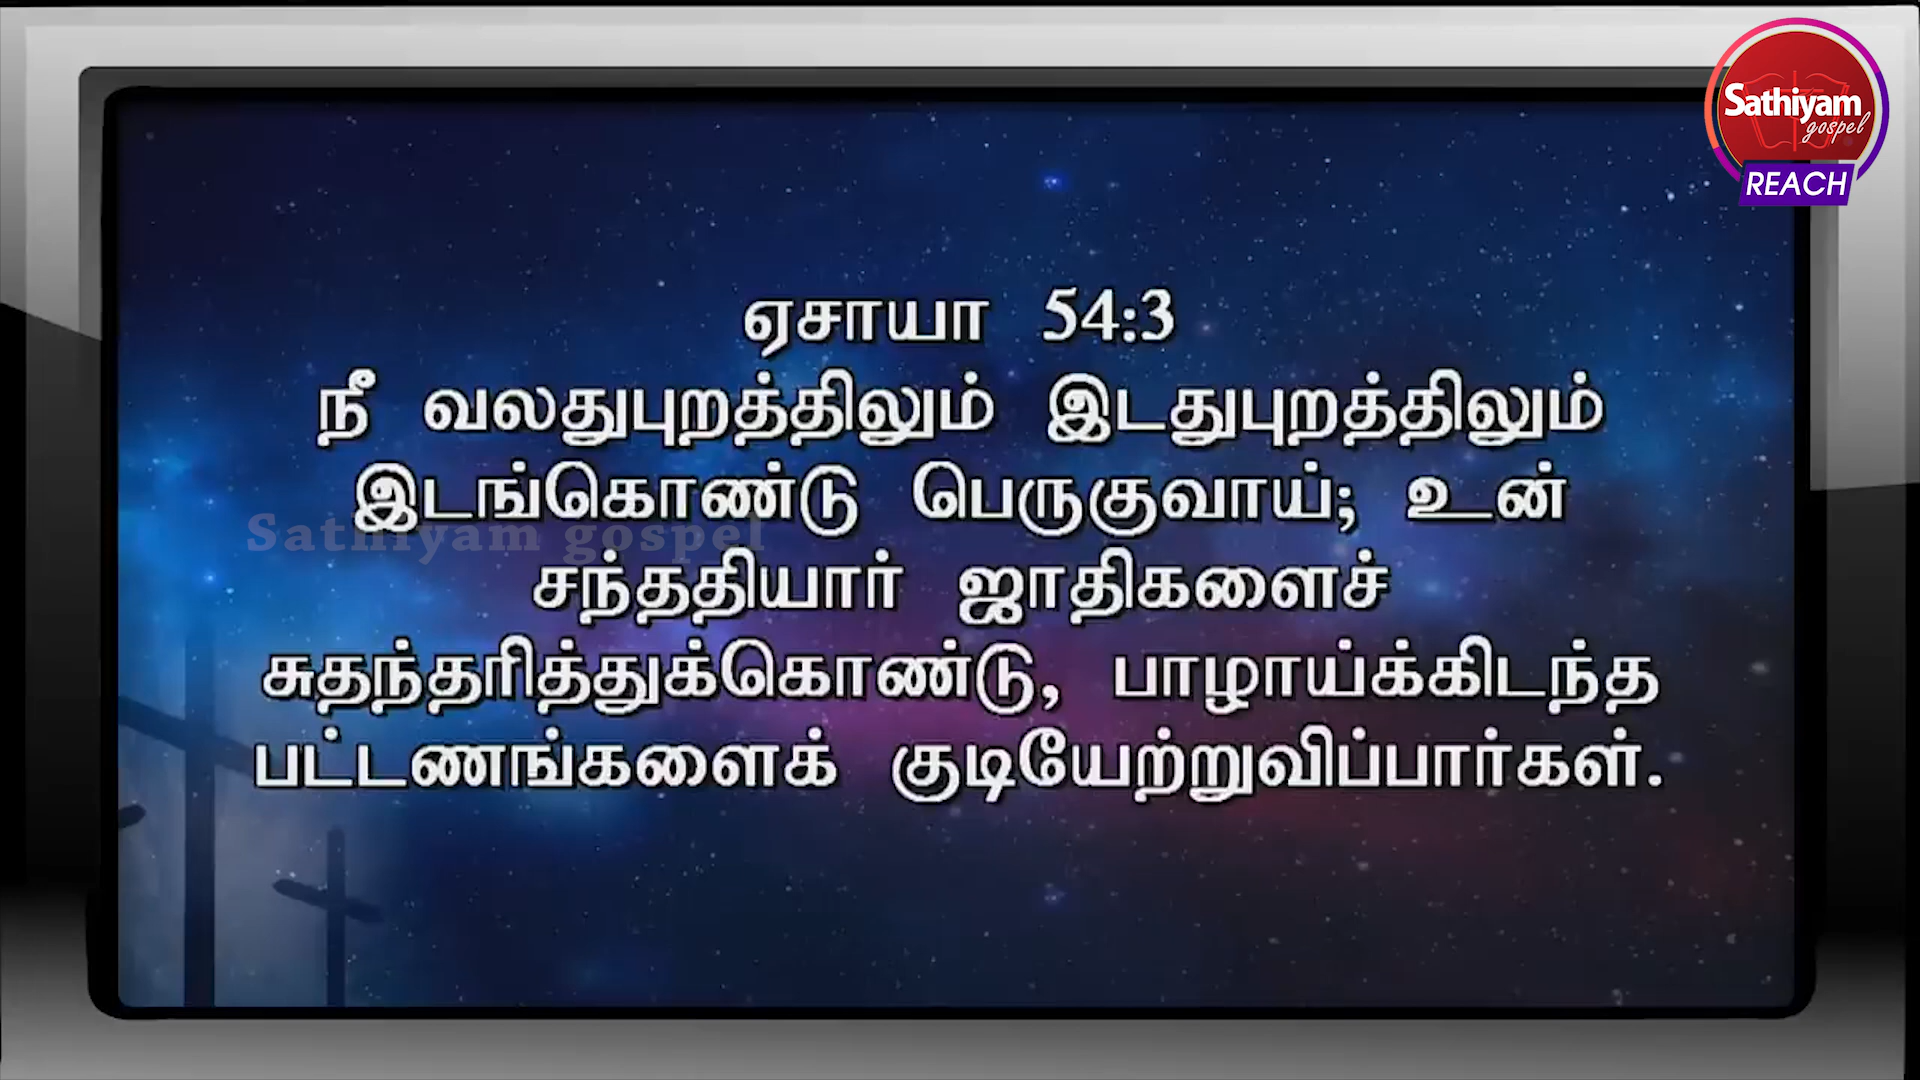 Sathiyam
gospel
REACH
ஏசாயா 54:3
நீ வலதுபுறத்திலும் இடதுபுறத்திலும்
இடங்கொண்டு பெருகுவாய்; உன்
Sathiyam gospel
சந்ததியார் ஜாதிகளைச்
சுதந்தரித்துக்கொண்டு, பாழாய்க்கிடந்த
பட்டணங்களைக் குடியேற்றுவிப்பார்கள்.